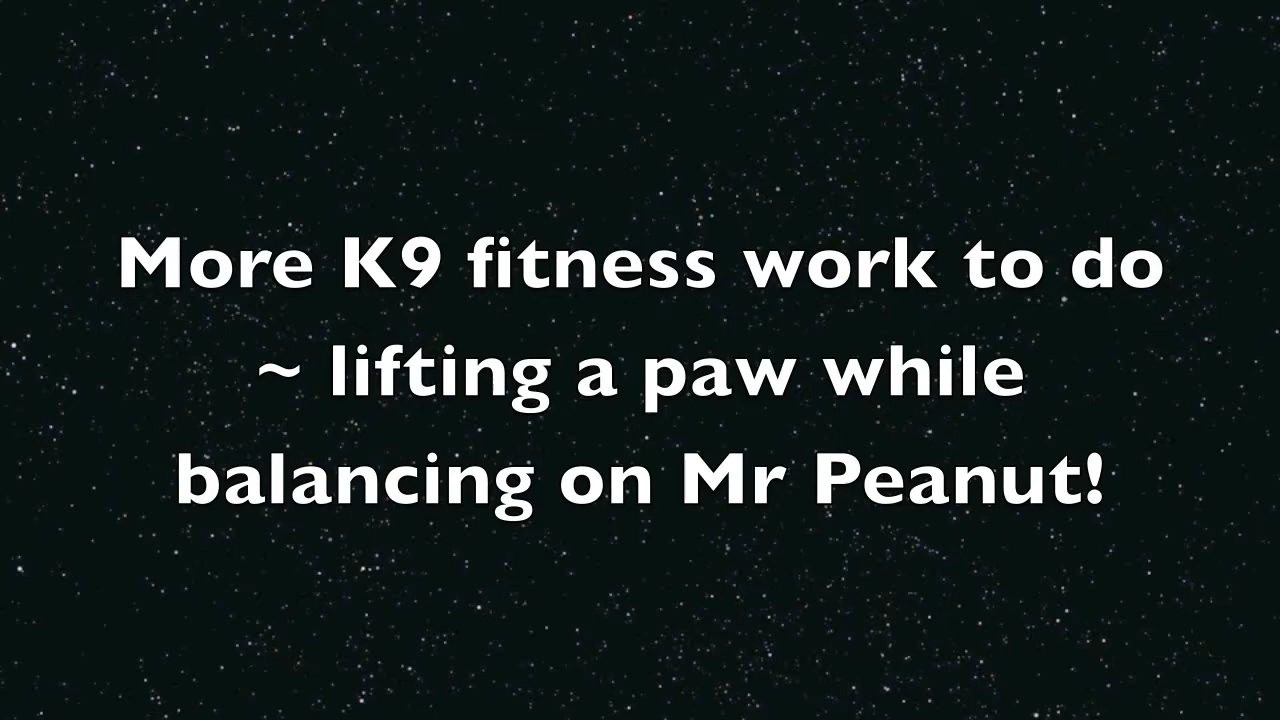 More K9 fitness work to do
~ lifting a paw while
balancing on Mr Peanut!